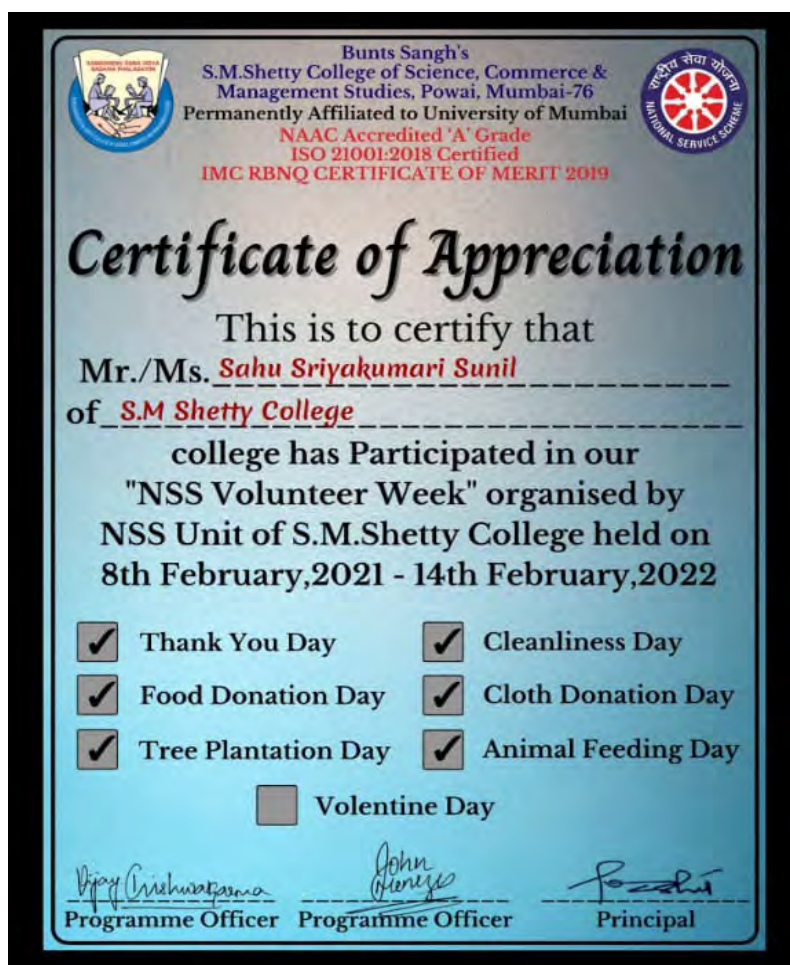 Bunts Sangh's
S.M.Shetty College of Science, Commerce &
Management Studies, Powai, Mumbai-76
Permanently Affiliated to University of Mumbai
NAAC Accredited 'A' Grade
ISO 21001:2018 Certified
IMC RBNQ CERTIFICATE OF MERIT 2019
राष्ट्रीय सेवा योजना
NATIONAL SERVICE SCHEME
Certificate of Appreciation
This is to certify that
Mr./Ms. Sahu Sriyakumari Sunil
of S.M Shetty College
college has Participated in our
"NSS Volunteer Week" organised by
NSS Unit of S.M.Shetty College held on
8th February,2021 - 14th February,2022
✓ Thank You Day ✓ Cleanliness Day
✓ Food Donation Day ✓ Cloth Donation Day
✓ Tree Plantation Day ✓ Animal Feeding Day
Volentine Day
Vijay John
Programme Officer Programme Officer Principal